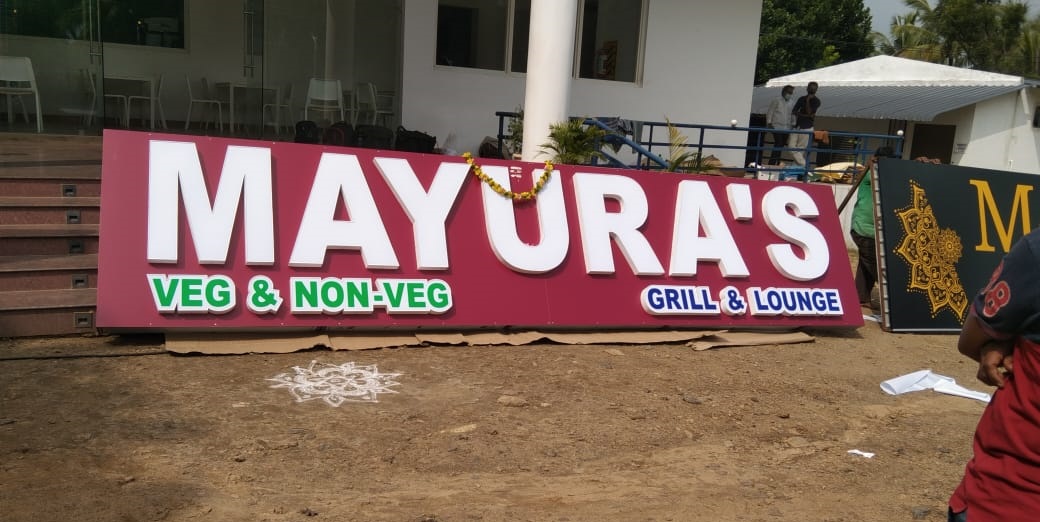 MAYURA'S
VEG & NON-VEG
GRILL & LOUNGE
M